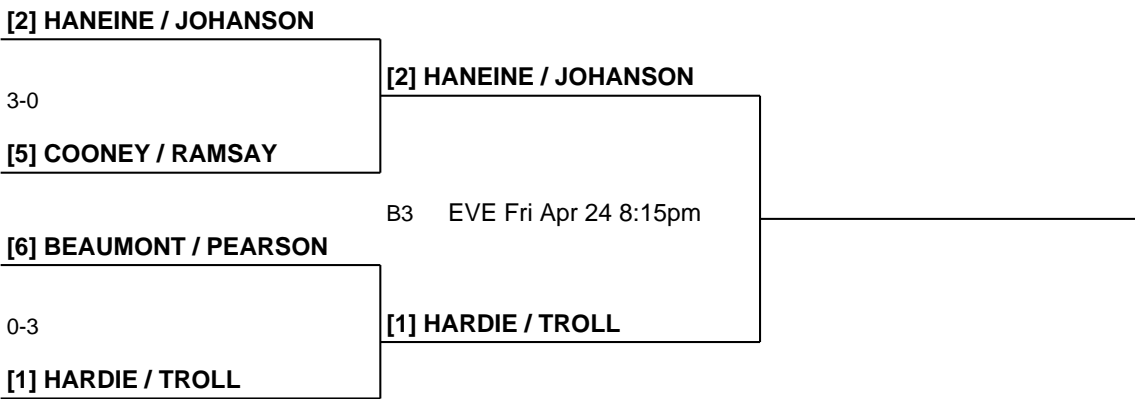 [2] HANEINE / JOHANSON
3-0
[5] COONEY / RAMSAY
[2] HANEINE / JOHANSON
B3 EVE Fri Apr 24 8:15pm
[6] BEAUMONT / PEARSON
0-3
[1] HARDIE / TROLL
[1] HARDIE / TROLL